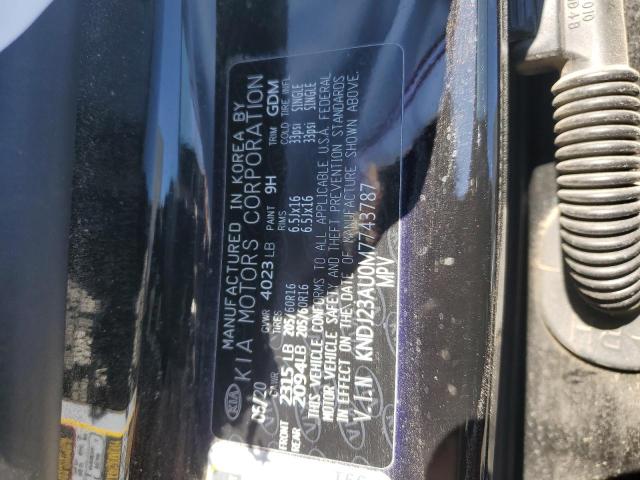 MANUFACTURED IN KOREA BY
KIA KIA MOTORS CORPORATION
05/20 GVWR 4023 LB PAINT 9H TRIM GDM
GAWR TIRES RIMS COLD TIRE INFL
FRONT 2315 LB 205/60R16 6.5Jx16 33psi SINGLE
REAR 2094LB 205/60R16 6.5Jx16 33psi SINGLE
THIS VEHICLE CONFORMS TO ALL APPLICABLE U.S.A. FEDERAL
MOTOR VEHICLE SAFETY AND THEFT PREVENTION STANDARDS
IN EFFECT ON THE DATE OF MANUFACTURE SHOWN ABOVE.
V.I.N KNDJ23AU0M7743787
MPV